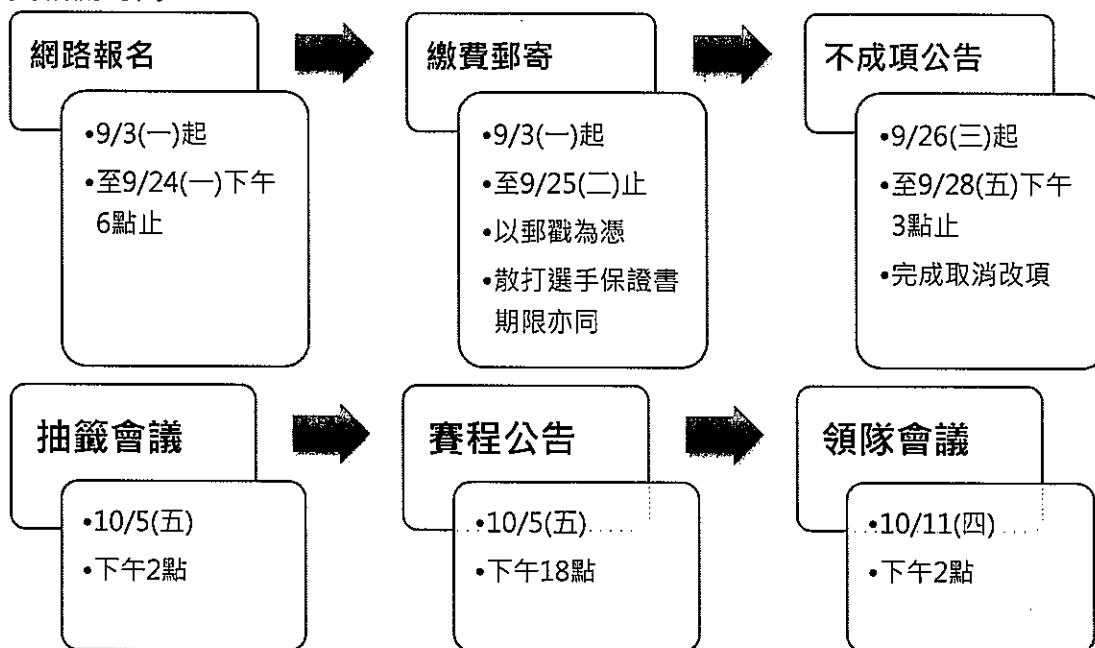 網路報名
•9/3(一)起
•至9/24(一)下午
6點止
繳費郵寄
•9/3(一)起
•至9/25(二)止
•以郵戳為憑
•散打選手保證書
期限亦同
不成項公告
•9/26(三)起
•至9/28(五)下午
3點止
•完成取消改項
抽籤會議
•10/5(五)
•下午2點
賽程公告
•10/5(五)
•下午18點
領隊會議
•10/11(四)
•下午2點